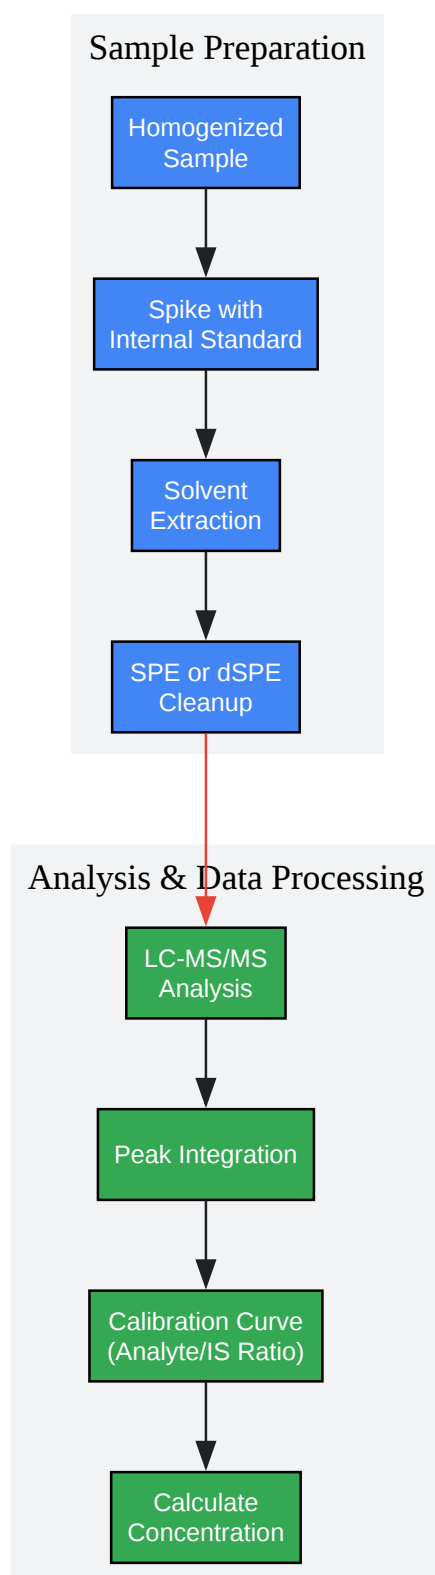 Sample Preparation
Homogenized
Sample
Spike with
Internal Standard
Solvent
Extraction
SPE or dSPE
Cleanup
Analysis & Data Processing
LC-MS/MS
Analysis
Peak Integration
Calibration Curve
(Analyte/IS Ratio)
Calculate
Concentration